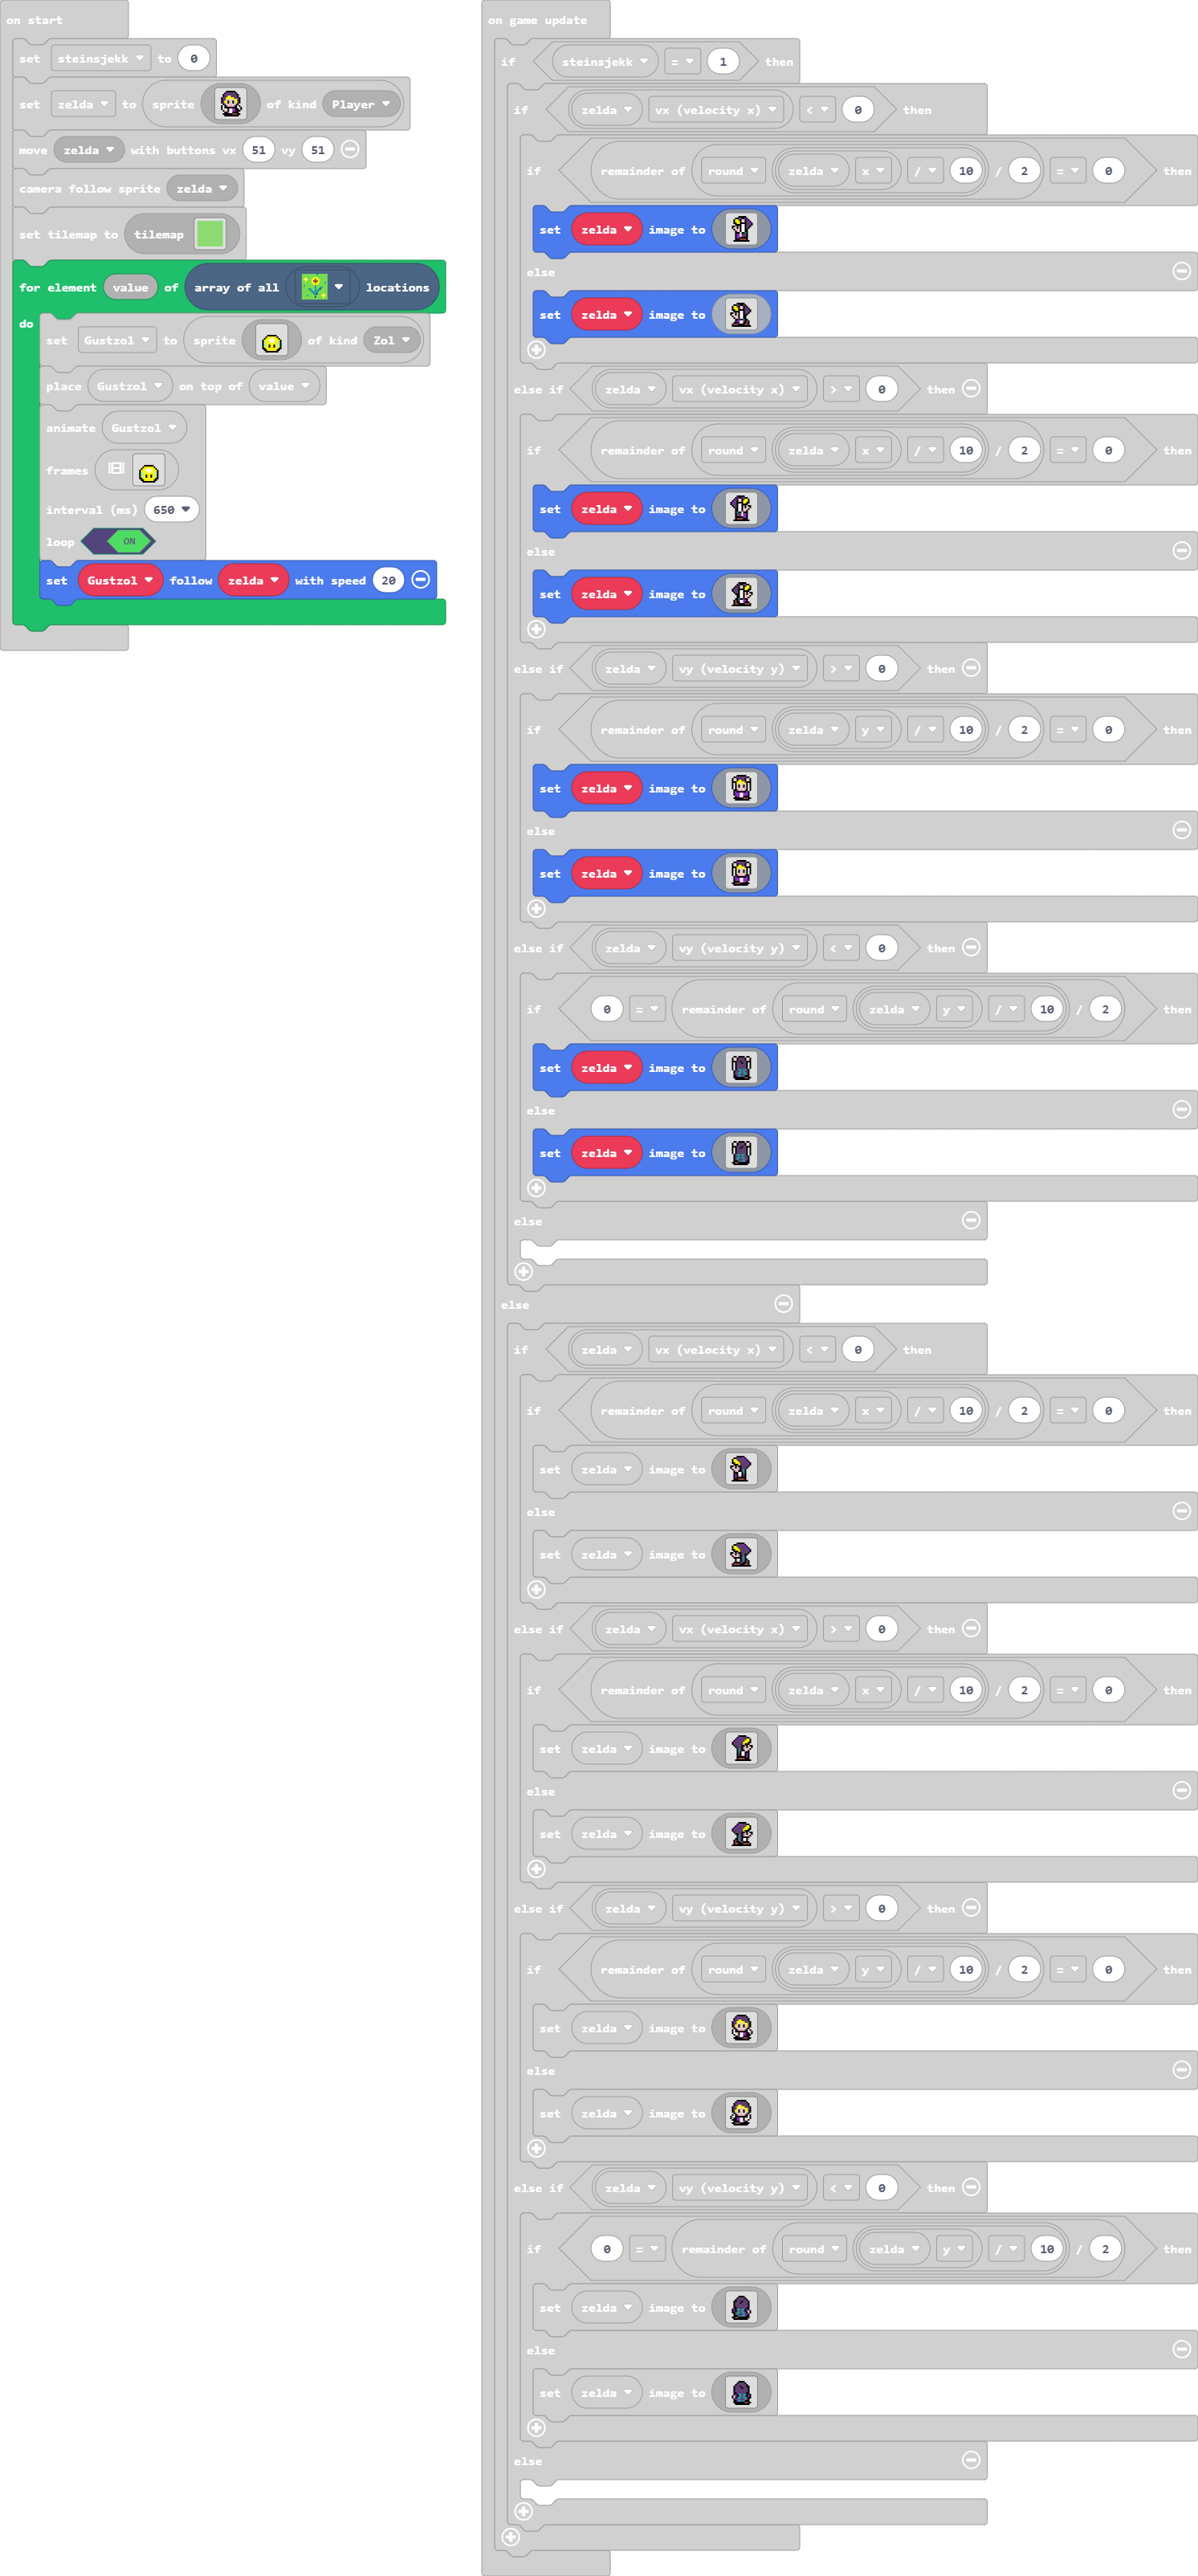 on start
set steinsjekk to 0
set zelda to sprite of kind Player
move zelda with buttons vx 51 vy 51
camera follow sprite zelda
set tilemap to tilemap
for element value of array of all locations
do
set Gustzol to sprite of kind Zol
place Gustzol on top of value
animate Gustzol
frames
interval (ms) 650
loop ON
set Gustzol follow zelda with speed 20
on game update
if steinsjekk = 1 then
if zelda vx (velocity x) < 0 then
if remainder of round zelda x / 10 / 2 = 0 then
set zelda image to
else
set zelda image to
else if zelda vx (velocity x) > 0 then
if remainder of round zelda x / 10 / 2 = 0 then
set zelda image to
else
set zelda image to
else if zelda vy (velocity y) > 0 then
if remainder of round zelda y / 10 / 2 = 0 then
set zelda image to
else
set zelda image to
else if zelda vy (velocity y) < 0 then
if 0 = remainder of round zelda y / 10 / 2 then
set zelda image to
else
set zelda image to
else
else
if zelda vx (velocity x) < 0 then
if remainder of round zelda x / 10 / 2 = 0 then
set zelda image to
else
set zelda image to
else if zelda vx (velocity x) > 0 then
if remainder of round zelda x / 10 / 2 = 0 then
set zelda image to
else
set zelda image to
else if zelda vy (velocity y) > 0 then
if remainder of round zelda y / 10 / 2 = 0 then
set zelda image to
else
set zelda image to
else if zelda vy (velocity y) < 0 then
if 0 = remainder of round zelda y / 10 / 2 then
set zelda image to
else
set zelda image to
else